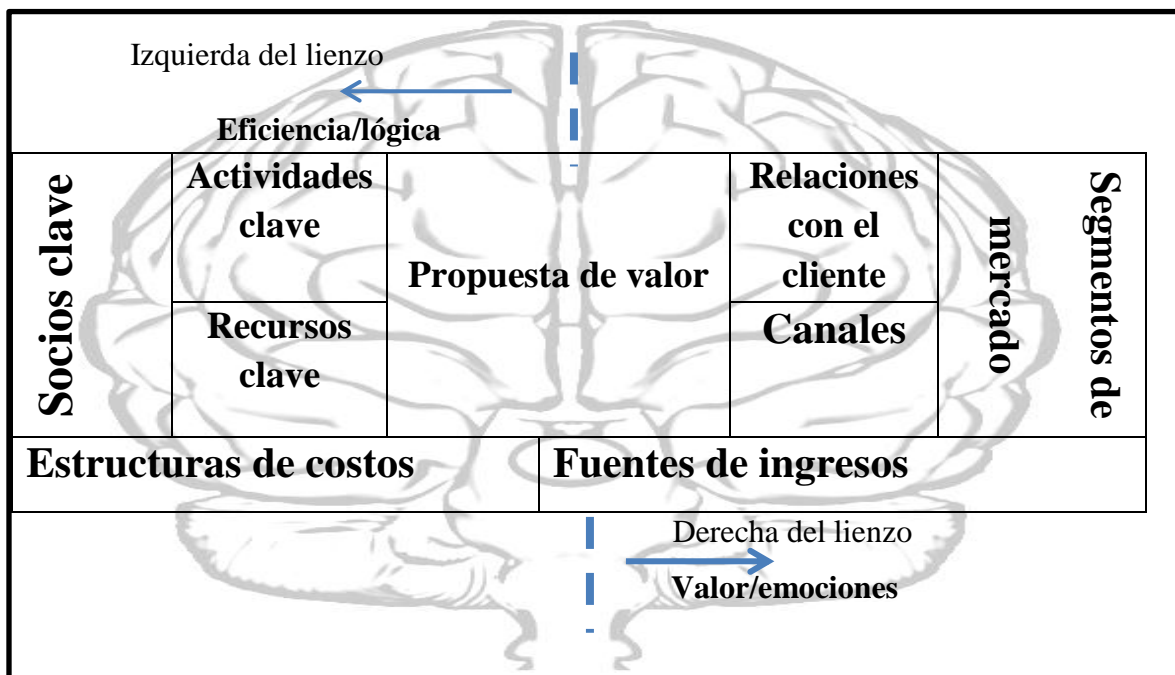 Izquierda del lienzo
Eficiencia/lógica
Socios clave
Actividades
clave
Recursos
clave
Propuesta de valor
Relaciones
con el
cliente
Canales
Segmentos de
mercado
Estructuras de costos
Fuentes de ingresos
Derecha del lienzo
Valor/emociones